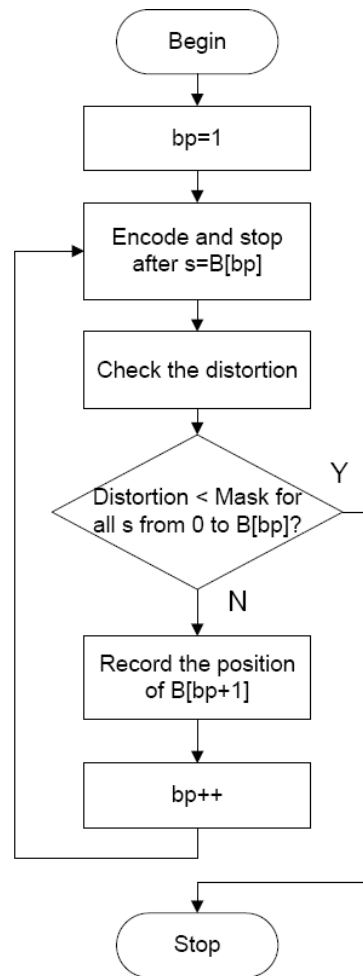 Begin
bp=1
Encode and stop
after s=B[bp]
Check the distortion
Distortion < Mask for
all s from 0 to B[bp]?
Y
N
Record the position
of B[bp+1]
bp++
Stop